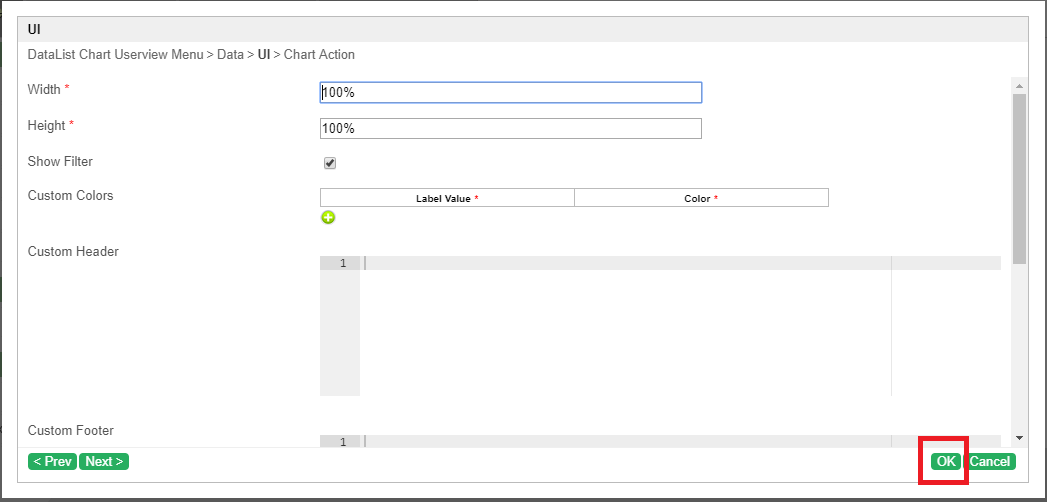 UI
DataList Chart Userview Menu > Data > UI > Chart Action
Width *
100%
Height *
100%
Show Filter
Custom Colors
Label Value * Color *
Custom Header
1
Custom Footer
1
< Prev Next > OK Cancel